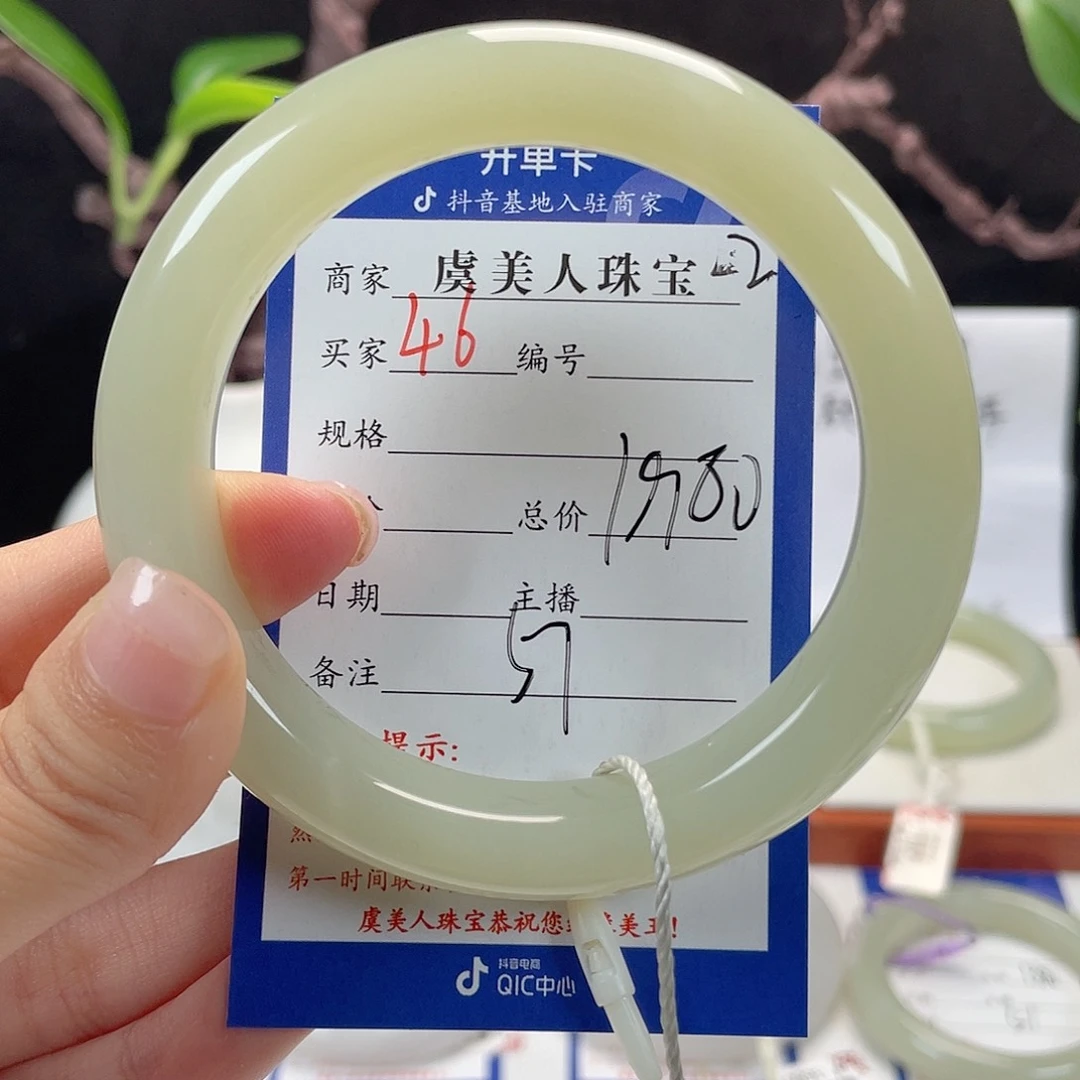 开单卡
抖音基地入驻商家
商家 虞美人珠宝
买家 46 编号
规格
总价 1980
日期 主播
备注 57
提示:
然
第一时间联系
虞美人珠宝恭祝您 美玉!
抖音电商
QIC中心